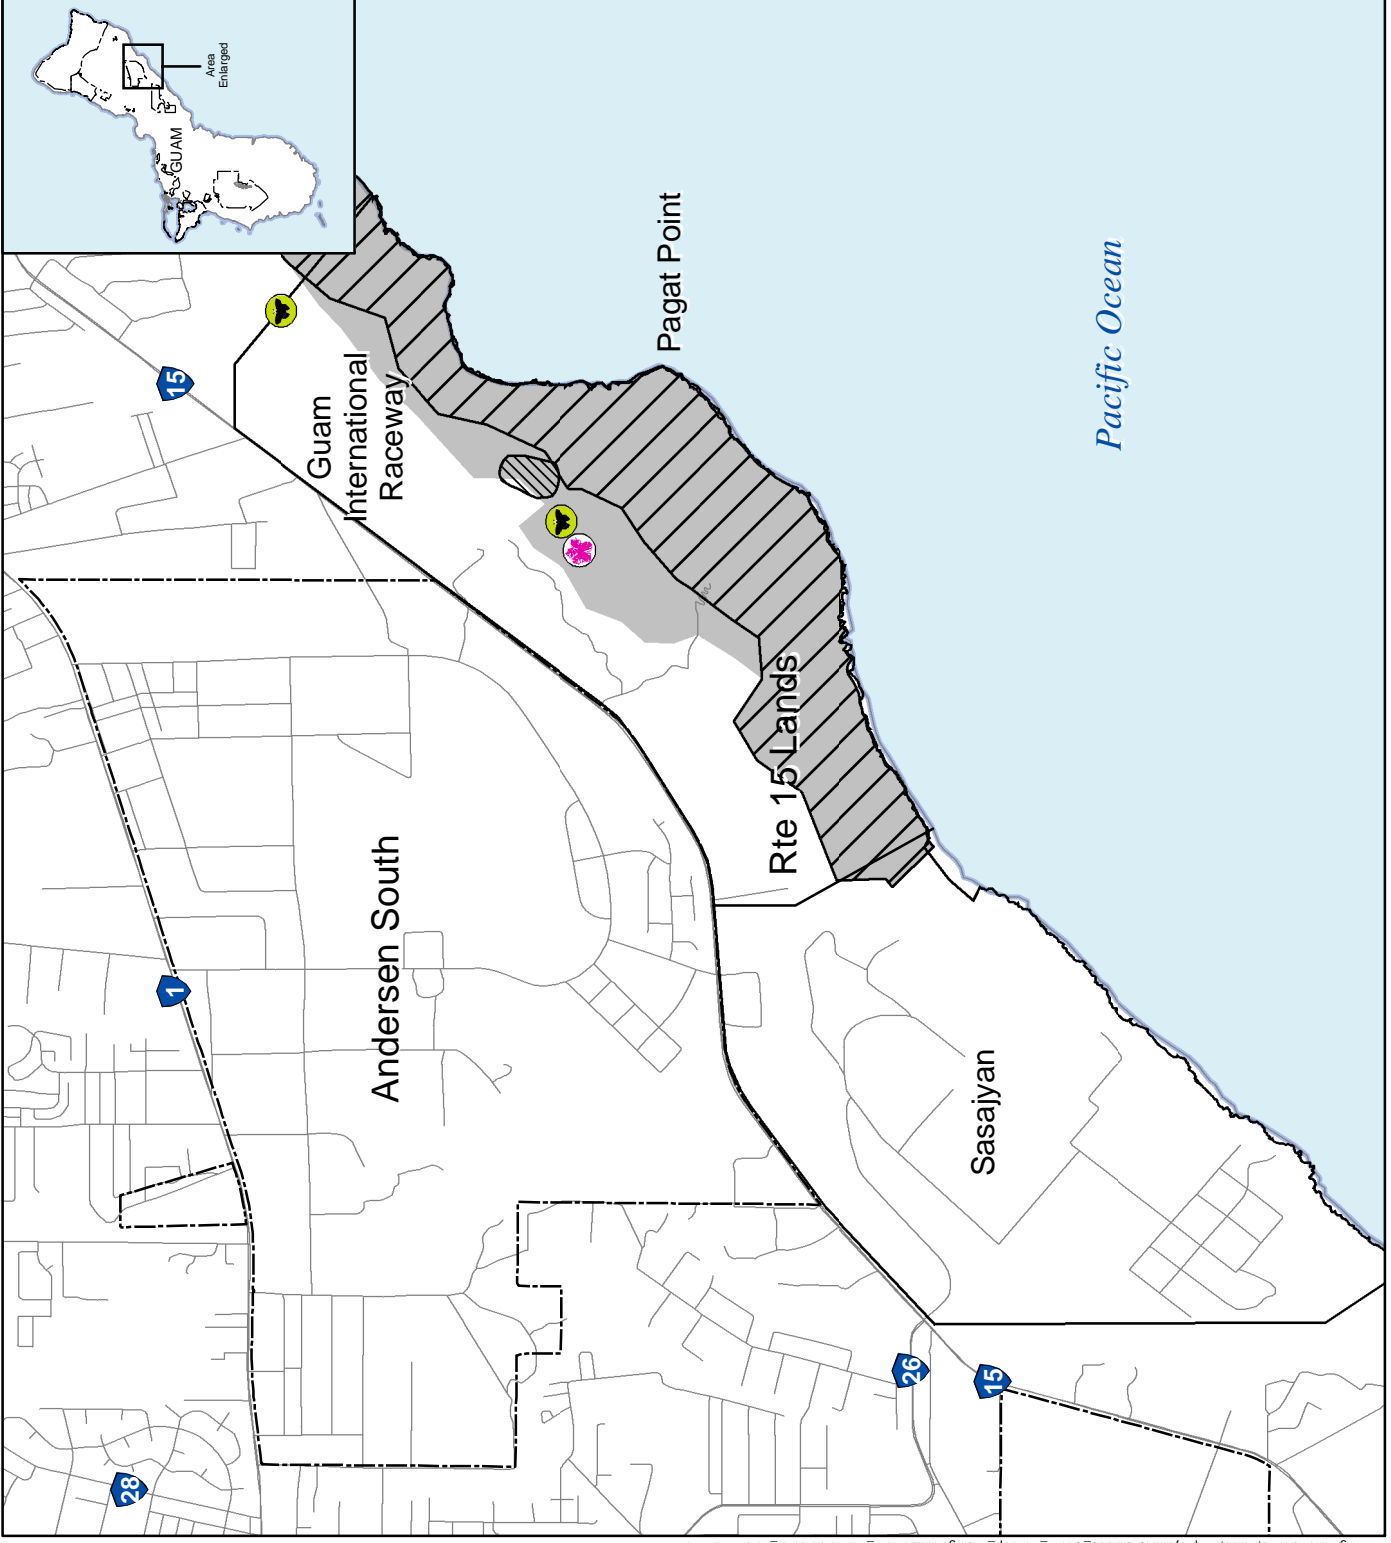 Area
Enlarged
GUAM
15
Guam
International
Raceway
Pagat Point
Pacific Ocean
Rte 15 Lands
1
Andersen South
Sasajyan
26
15
28